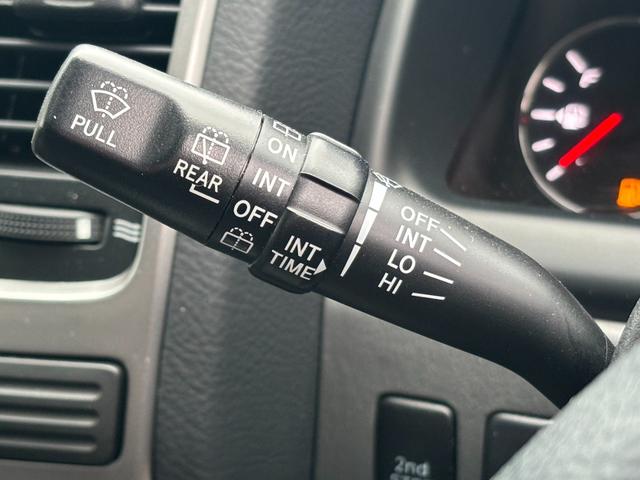 PULL
REAR
ON
INT
OFF
INT
TIME
OFF
INT
LO
HI
2nd